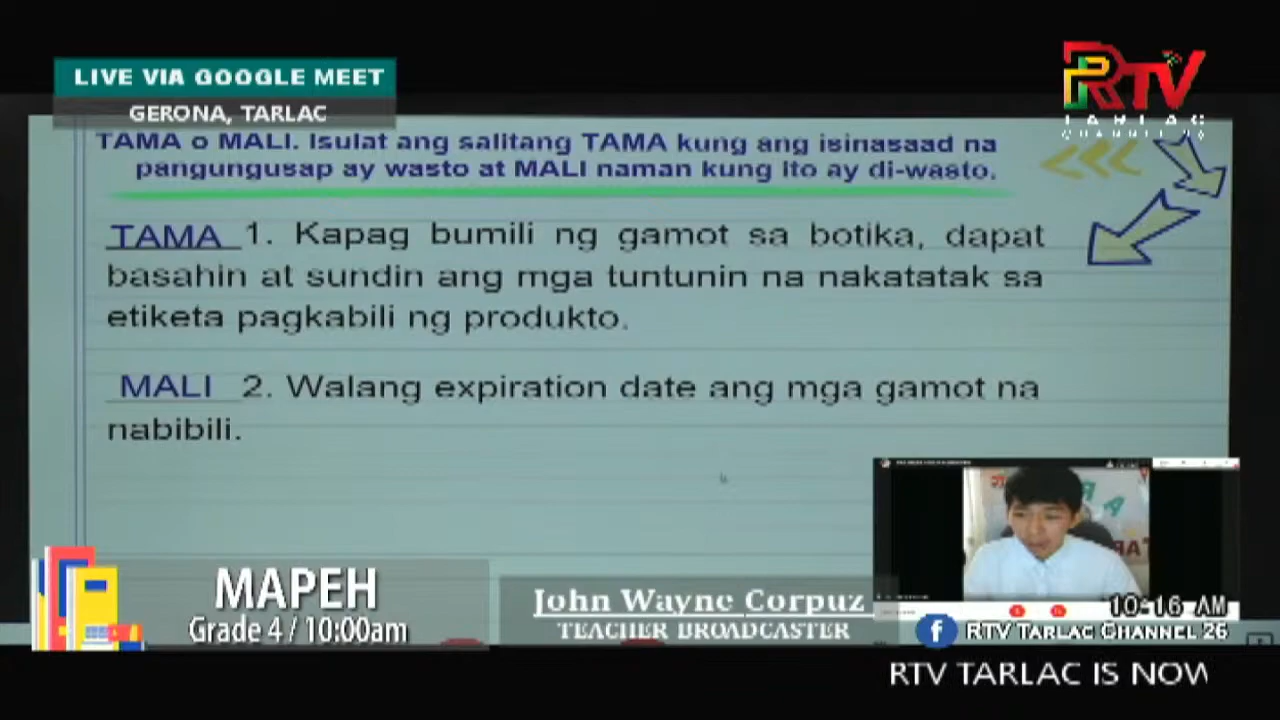 LIVE VIA GOOGLE MEET
GERONA, TARLAC
RTV
TARLAC
TAMA o MALI. Isulat ang salitang TAMA kung ang isinasaad na
pangungusap ay wasto at MALI naman kung ito ay di-wasto.
TAMA 1. Kapag bumili ng gamot sa botika, dapat
basahin at sundin ang mga tuntunin na nakatatak sa
etiketa pagkabili ng produkto.
MALI 2. Walang expiration date ang mga gamot na
nabibili.
MAPEH
Grade 4 / 10:00am
John Wayne Corpuz
TEACHER BROADCASTER
10:16 AM
RTV TARLAC CHANNEL 26
RTV TARLAC IS NOW